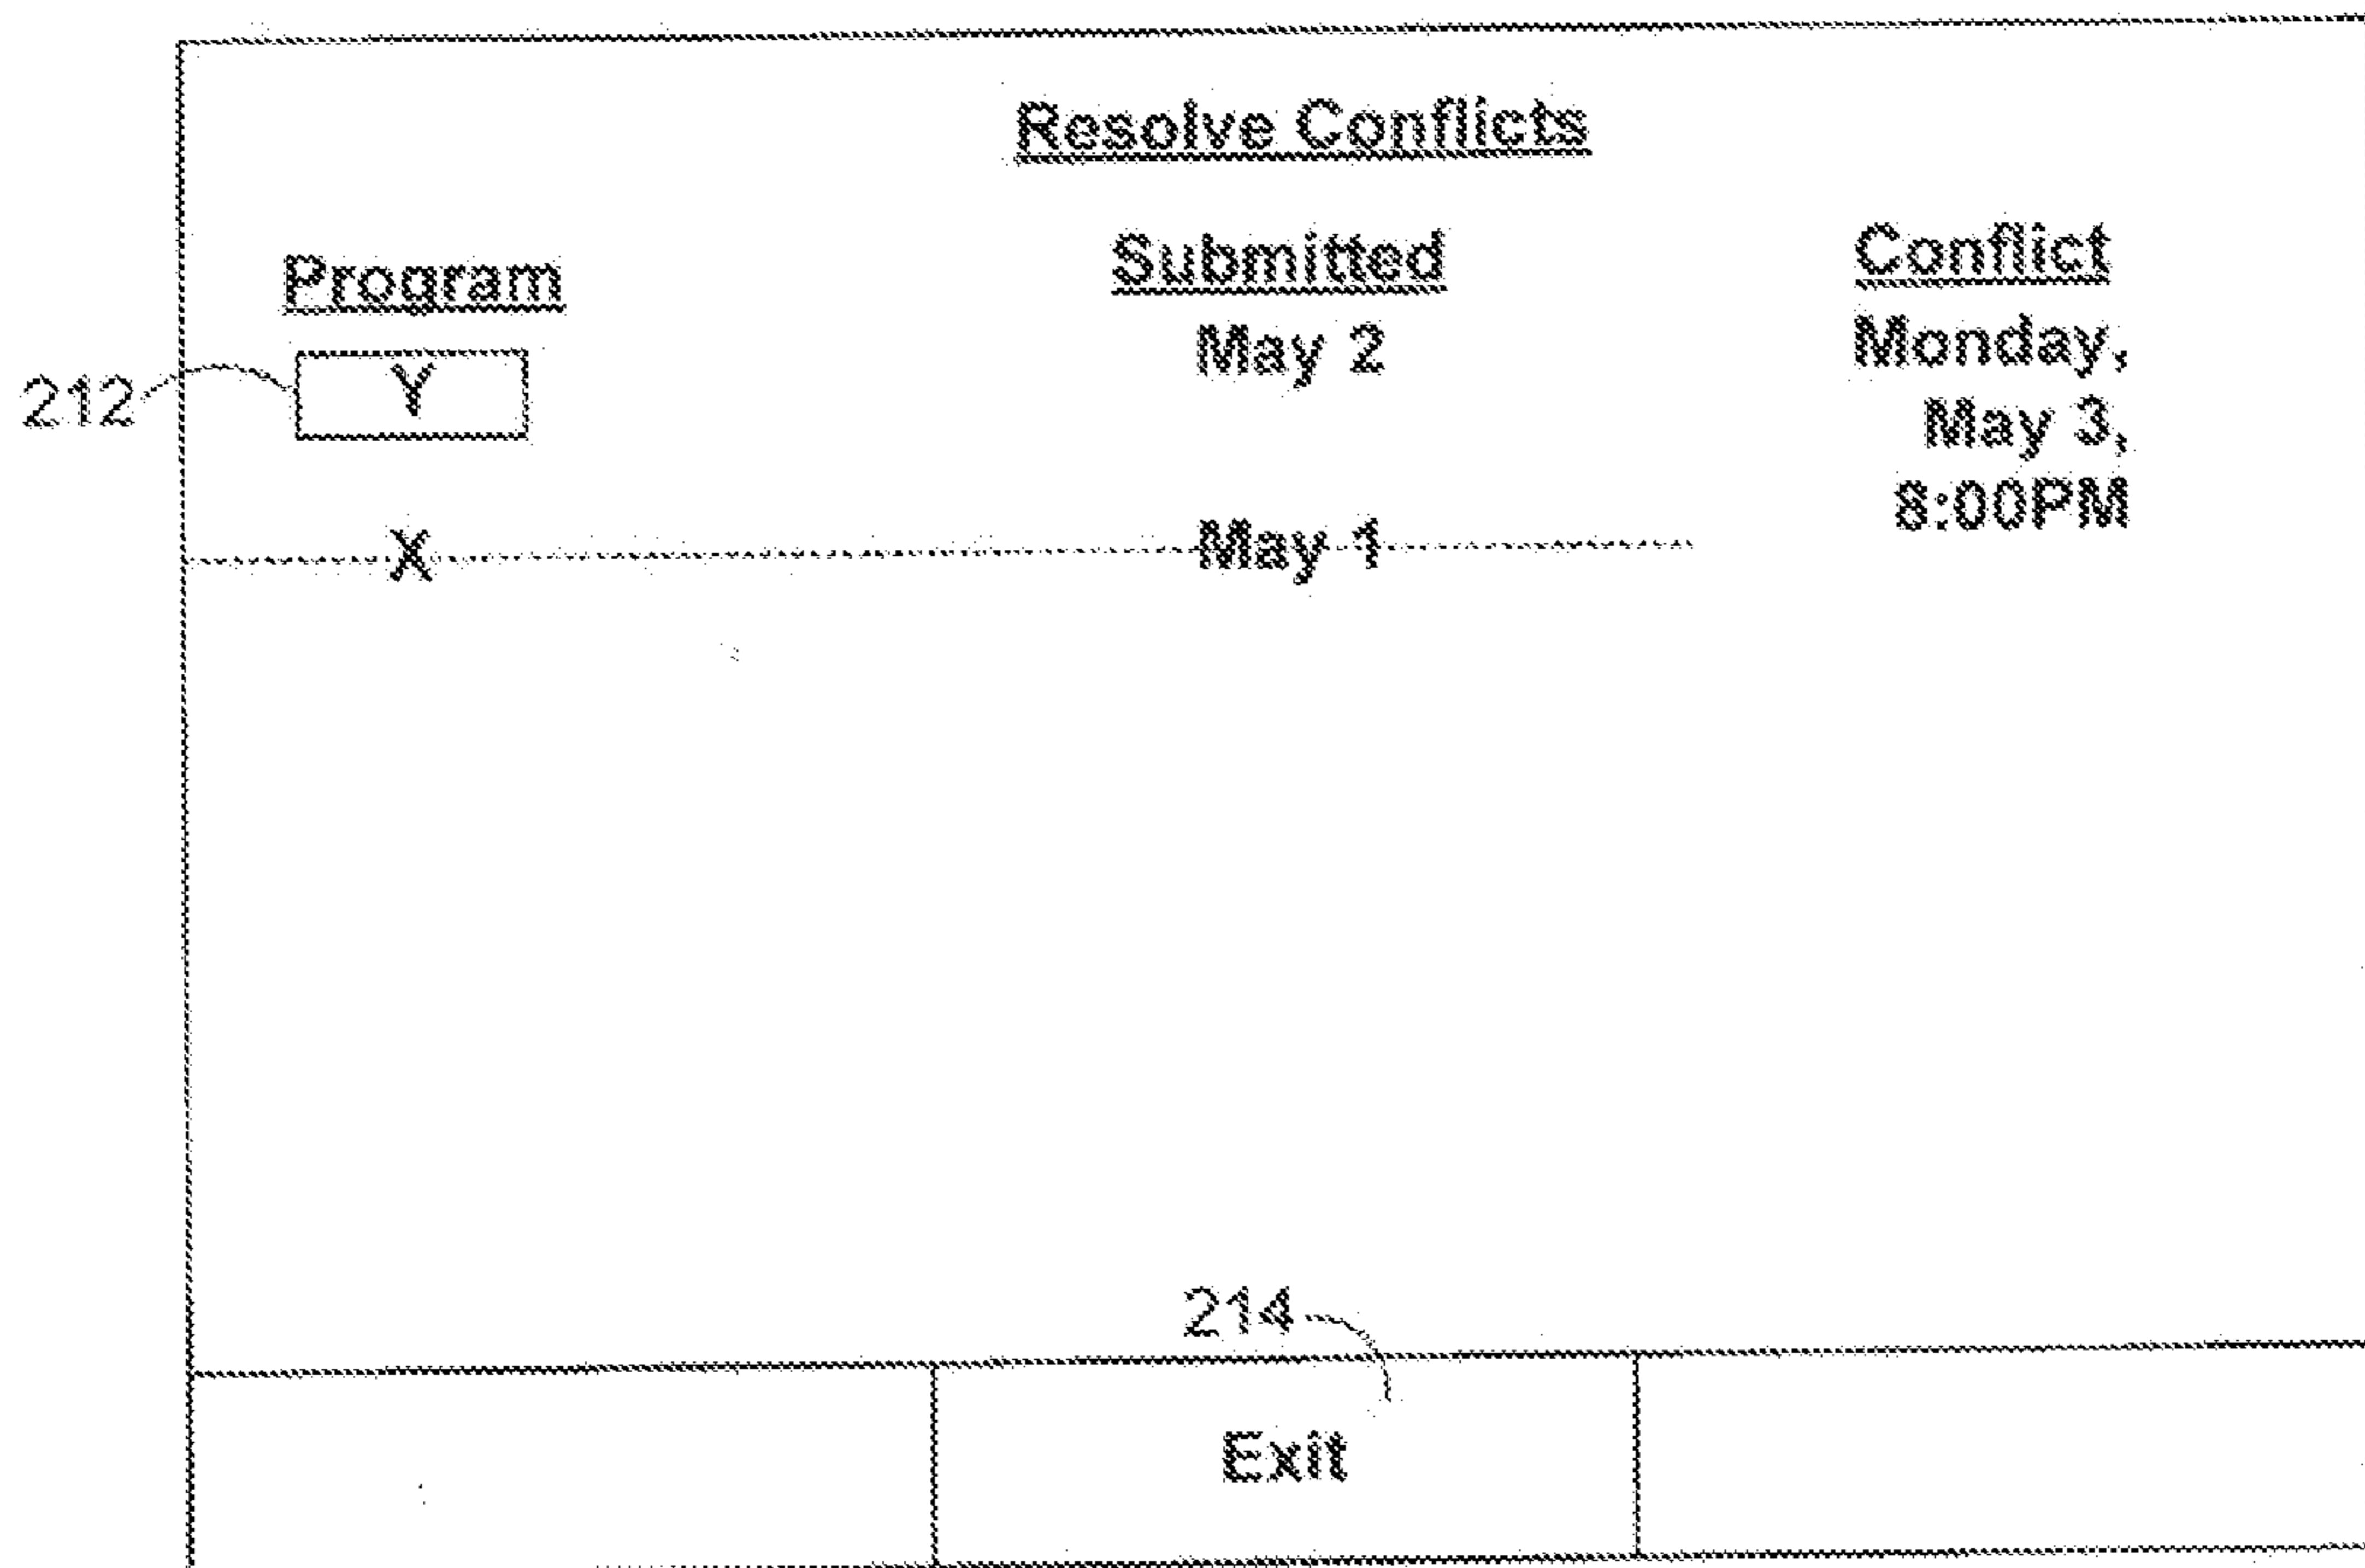 Resolve Conflicts
Program Submitted Conflict
212 Y May 2 Monday,
May 3,
8:00PM
X May 1
214
Exit